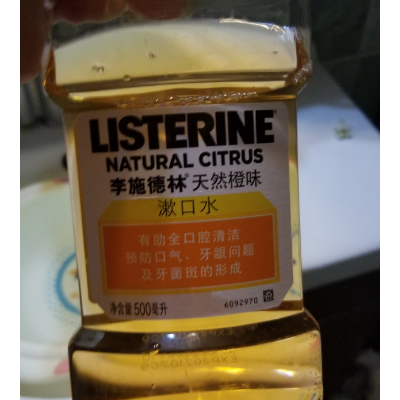 LISTERINE®
NATURAL CITRUS
李施德林® 天然橙味
漱口水
有助全口腔清洁
预防口气、牙龈问题
及牙菌斑的形成
净含量 500毫升
6092970